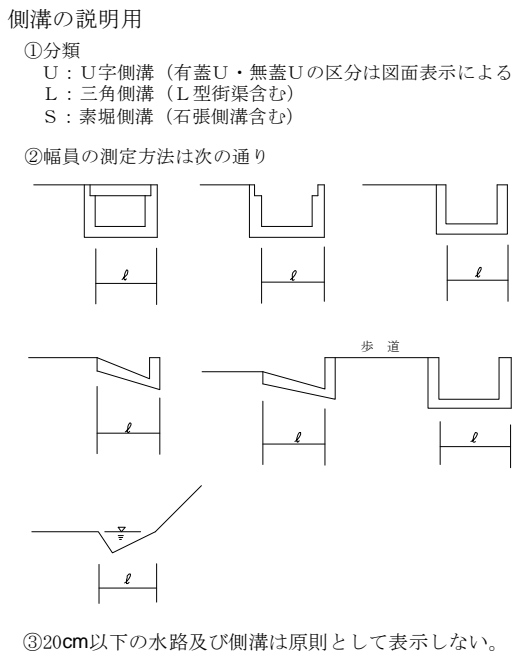 側溝の説明用
①分類
U：U字側溝（有蓋U・無蓋Uの区分は図面表示による
L：三角側溝（L型街渠含む）
S：素堀側溝（石張側溝含む）
②幅員の測定方法は次の通り
ℓ
ℓ
ℓ
歩 道
ℓ
ℓ
ℓ
ℓ
③20cm以下の水路及び側溝は原則として表示しない。